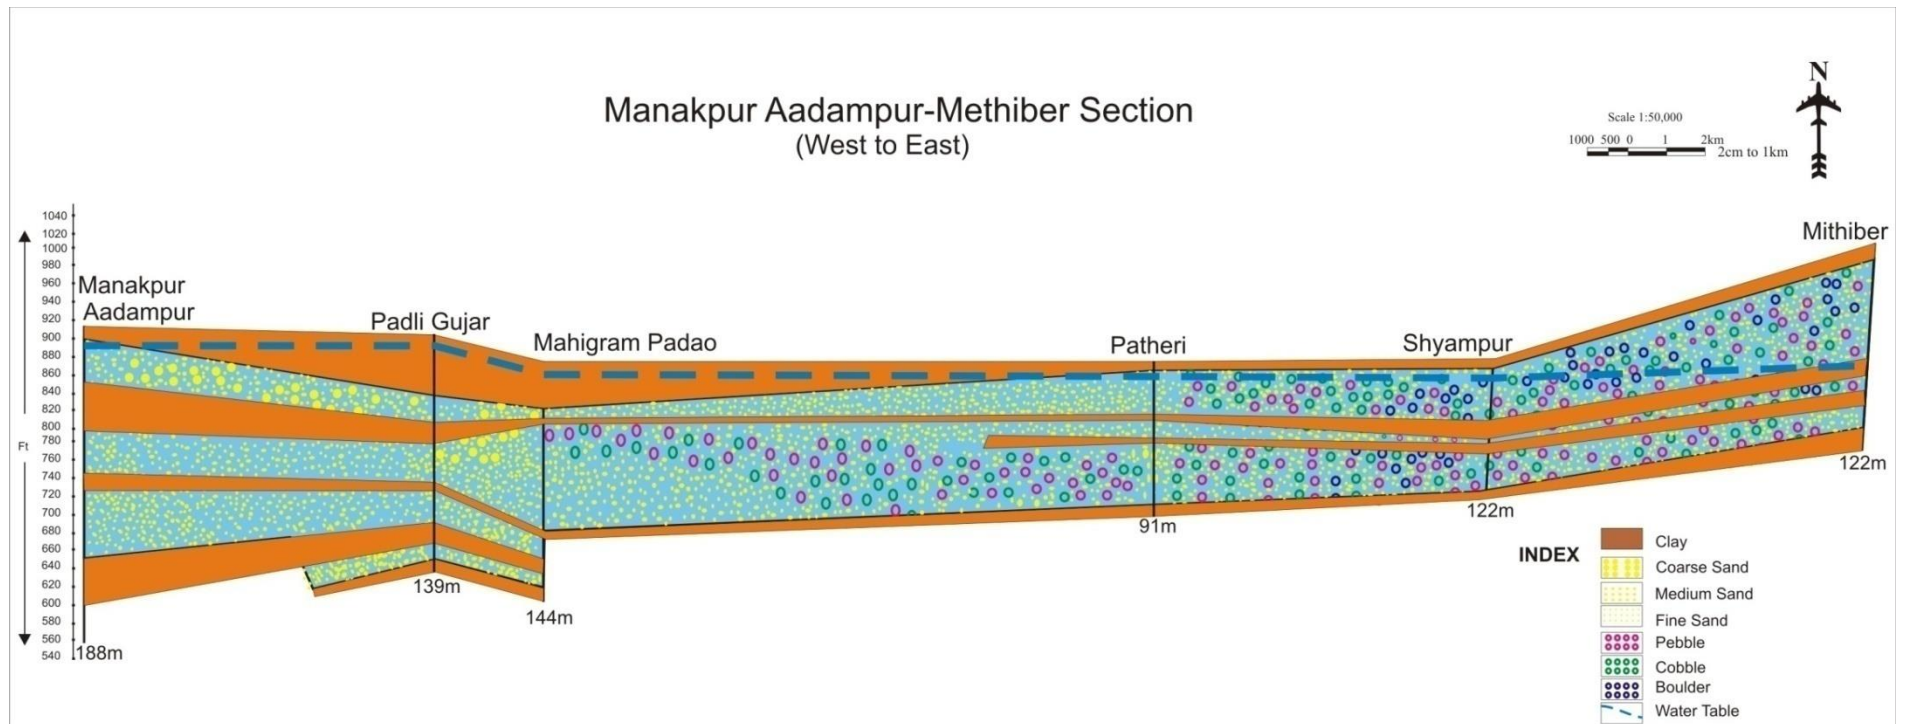 Manakpur Aadampur-Methiber Section
(West to East)
N
Scale 1:50,000
1000 500 0 1 2km
2cm to 1km
Mithiber
Manakpur
Aadampur
Padli Gujar
Mahigram Padao
Patheri
Shyampur
Ft
1040
1020
1000
980
960
940
920
900
880
860
840
820
800
780
760
740
720
700
680
660
640
620
600
580
560
540
188m
139m
144m
91m
122m
122m
INDEX
Clay
Coarse Sand
Medium Sand
Fine Sand
Pebble
Cobble
Boulder
Water Table